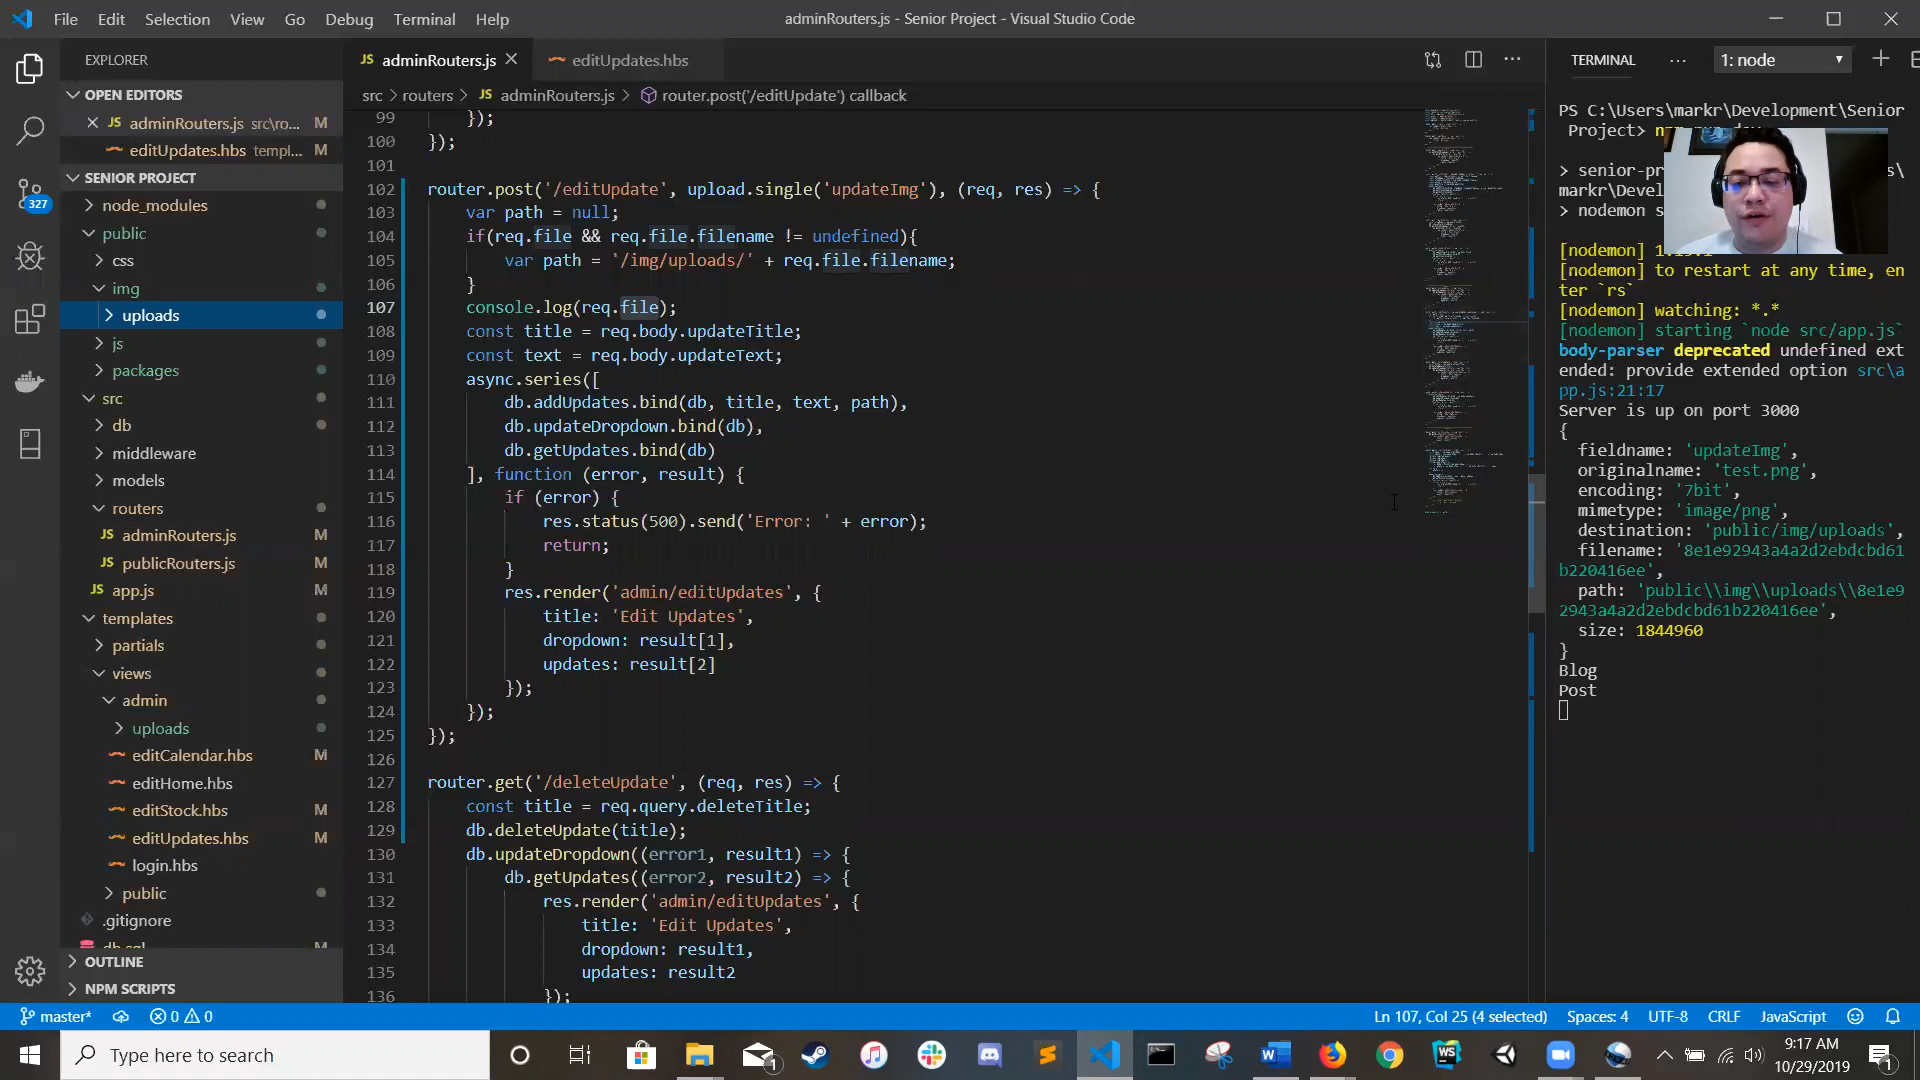 File Edit Selection View Go Debug Terminal Help
adminRouters.js - Senior Project - Visual Studio Code
EXPLORER
OPEN EDITORS
adminRouters.js src\ro... M
editUpdates.hbs templ... M
SENIOR PROJECT
node_modules
public
css
img
uploads
js
packages
src
db
middleware
models
routers
adminRouters.js
publicRouters.js
app.js
templates
partials
views
admin
uploads
editCalendar.hbs M
editHome.hbs
editStock.hbs M
editUpdates.hbs M
login.hbs
public
.gitignore
db.sql M
OUTLINE
NPM SCRIPTS
327
adminRouters.js
editUpdates.hbs
src > routers > JS adminRouters.js > router.post('/editUpdate') callback
99 });
100 });
101
102 router.post('/editUpdate', upload.single('updateImg'), (req, res) => {
103 var path = null;
104 if(req.file && req.file.filename != undefined){
105 var path = '/img/uploads/' + req.file.filename;
106 }
107 console.log(req.file);
108 const title = req.body.updateTitle;
109 const text = req.body.updateText;
110 async.series([
111 db.addUpdates.bind(db, title, text, path),
112 db.updateDropdown.bind(db),
113 db.getUpdates.bind(db)
114 ], function (error, result) {
115 if (error) {
116 res.status(500).send('Error: ' + error);
117 return;
118 }
119 res.render('admin/editUpdates', {
120 title: 'Edit Updates',
121 dropdown: result[1],
122 updates: result[2]
123 });
124 });
125 });
126
127 router.get('/deleteUpdate', (req, res) => {
128 const title = req.query.deleteTitle;
129 db.deleteUpdate(title);
130 db.updateDropdown((error1, result1) => {
131 db.getUpdates((error2, result2) => {
132 res.render('admin/editUpdates', {
133 title: 'Edit Updates',
134 dropdown: result1,
135 updates: result2
136 });
TERMINAL ... 1: node
PS C:\Users\markr\Development\Senior
Project>
> senior-pr
markr\Devel
> nodemon s
[nodemon]
[nodemon] to restart at any time, en
ter `rs`
[nodemon] watching: *.*
[nodemon] starting `node src/app.js`
body-parser deprecated undefined ext
ended: provide extended option src\a
pp.js:21:17
Server is up on port 3000
{
fieldname: 'updateImg',
originalname: 'test.png',
encoding: '7bit',
mimetype: 'image/png',
destination: 'public/img/uploads',
filename: '8e1e92943a4a2d2ebdcbd61
b220416ee',
path: 'public\\img\\uploads\\8e1e9
2943a4a2d2ebdcbd61b220416ee',
size: 1844960
}
Blog
Post
master* 0 0 Ln 107, Col 25 (4 selected) Spaces: 4 UTF-8 CRLF JavaScript
Type here to search
9:17 AM
10/29/2019